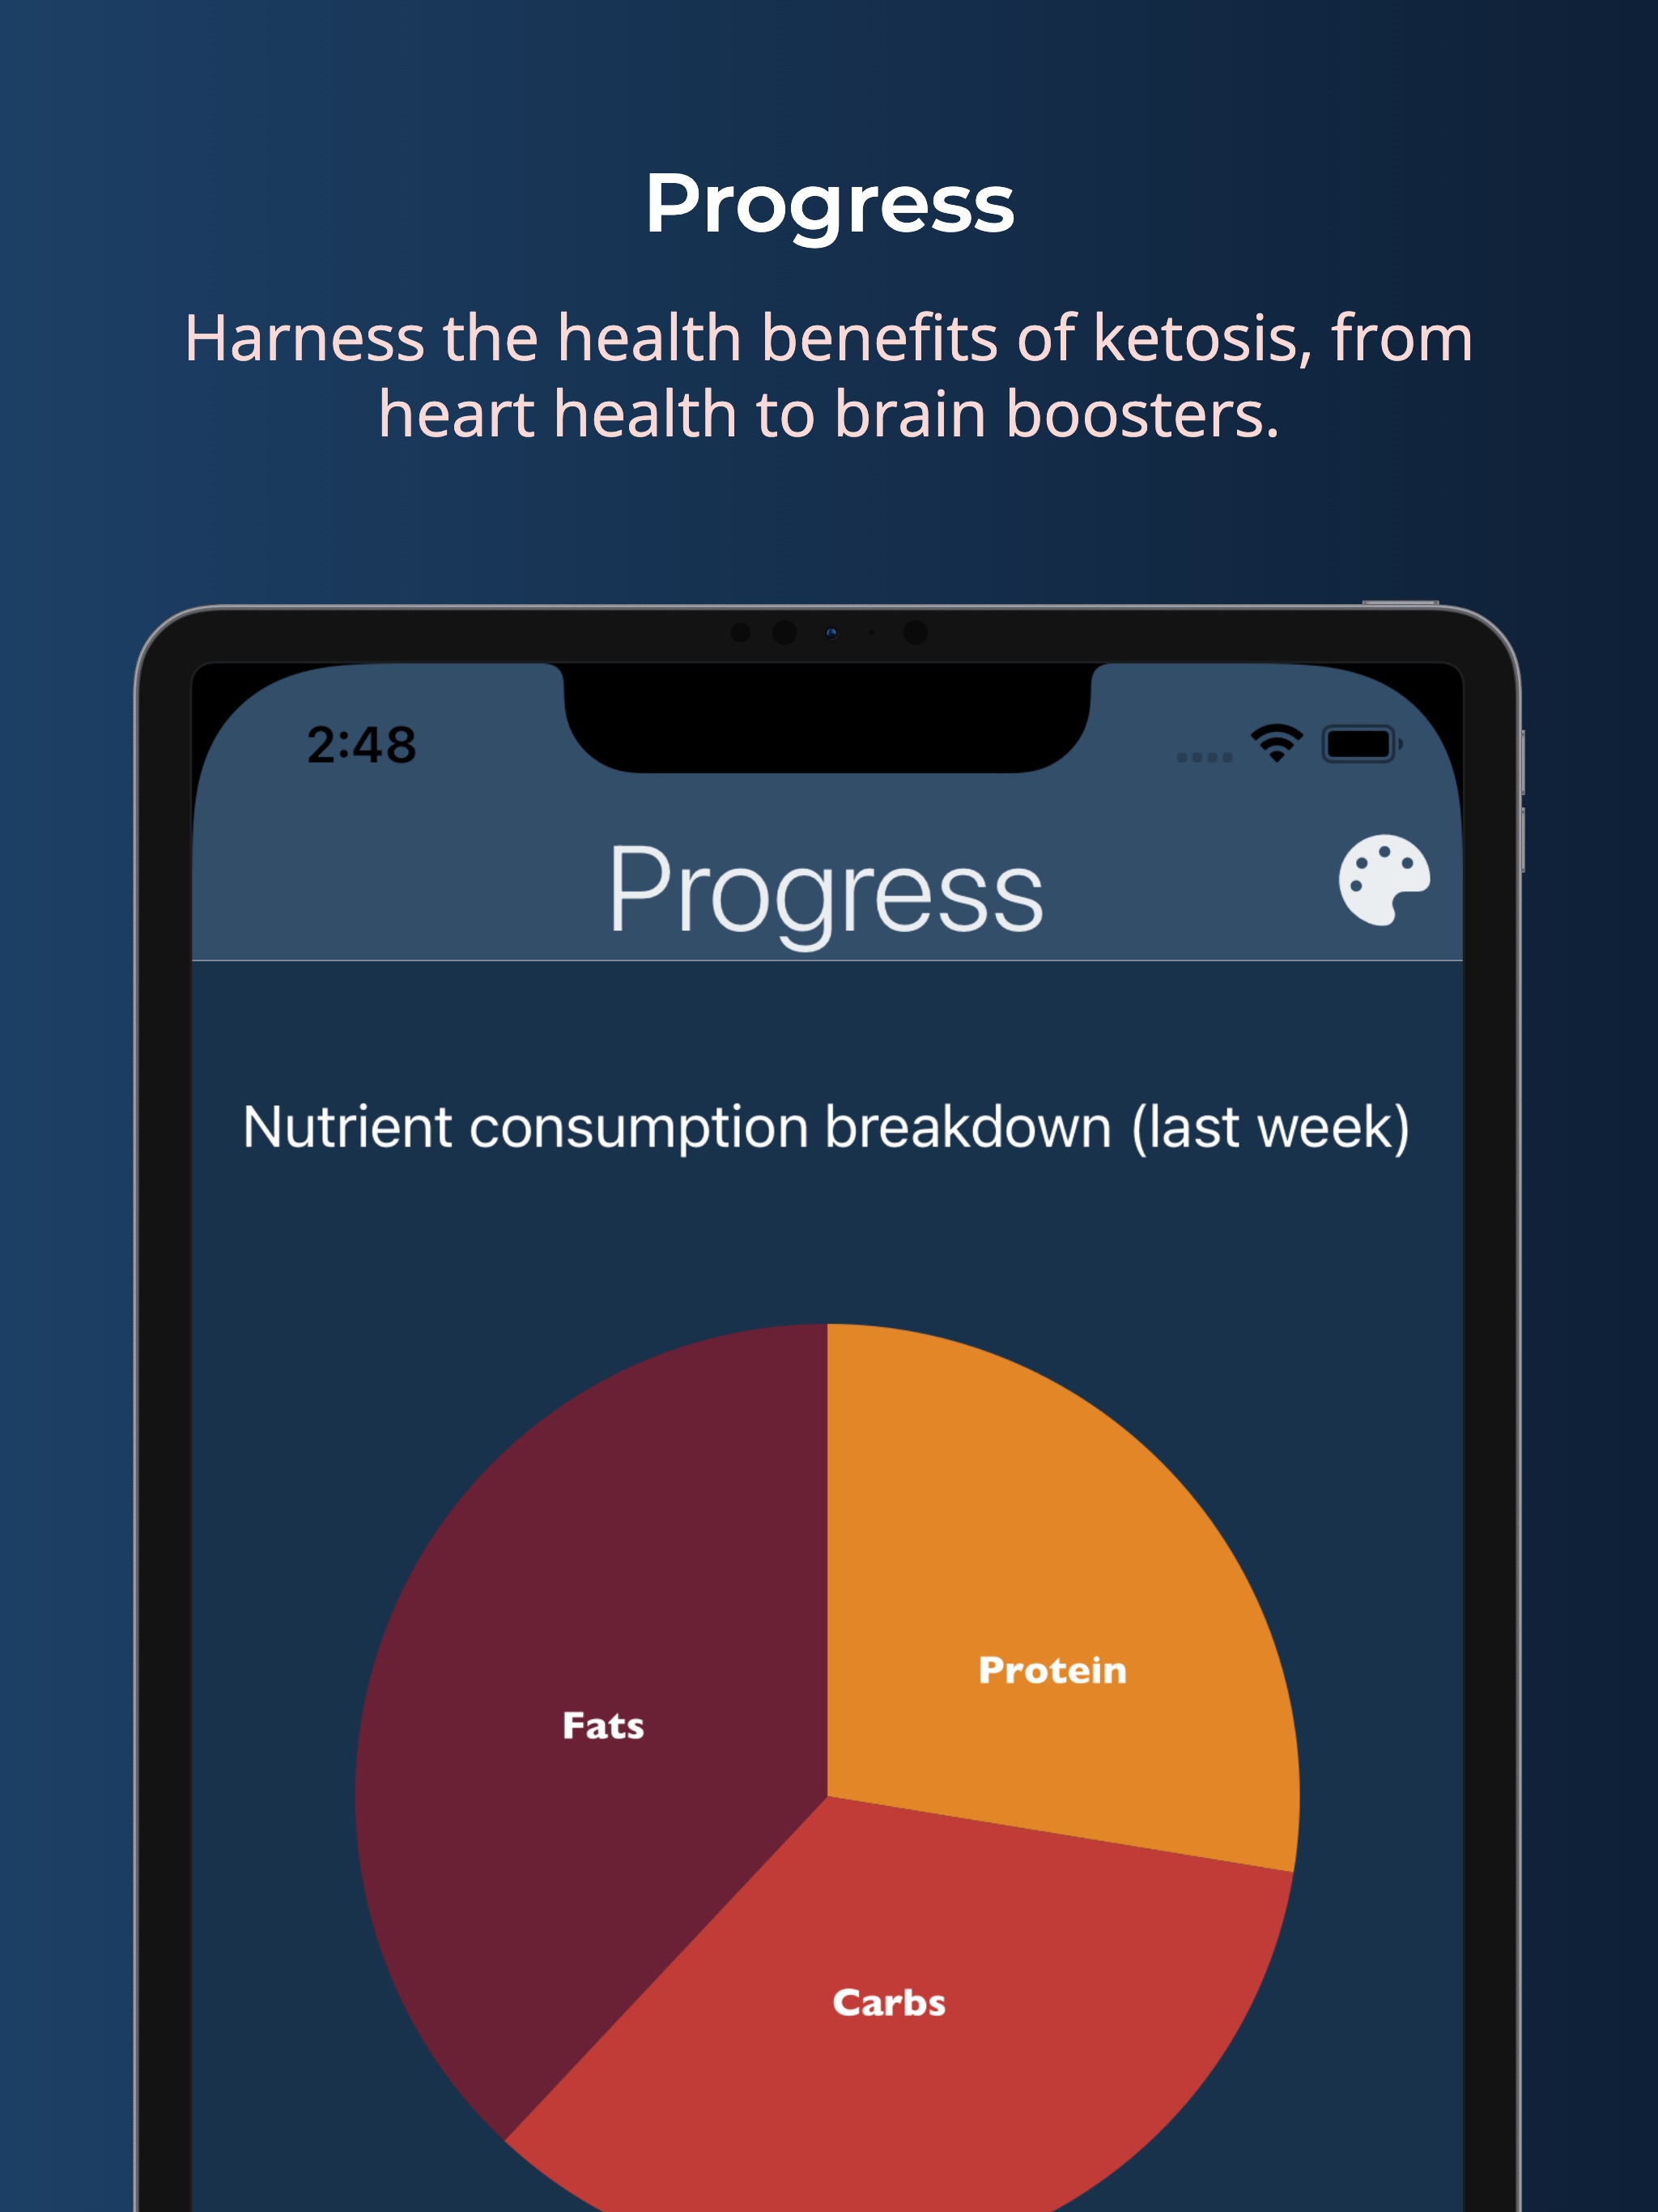 Progress
Harness the health benefits of ketosis, from
heart health to brain boosters.
2:48
Progress
Nutrient consumption breakdown (last week)
Protein
Fats
Carbs